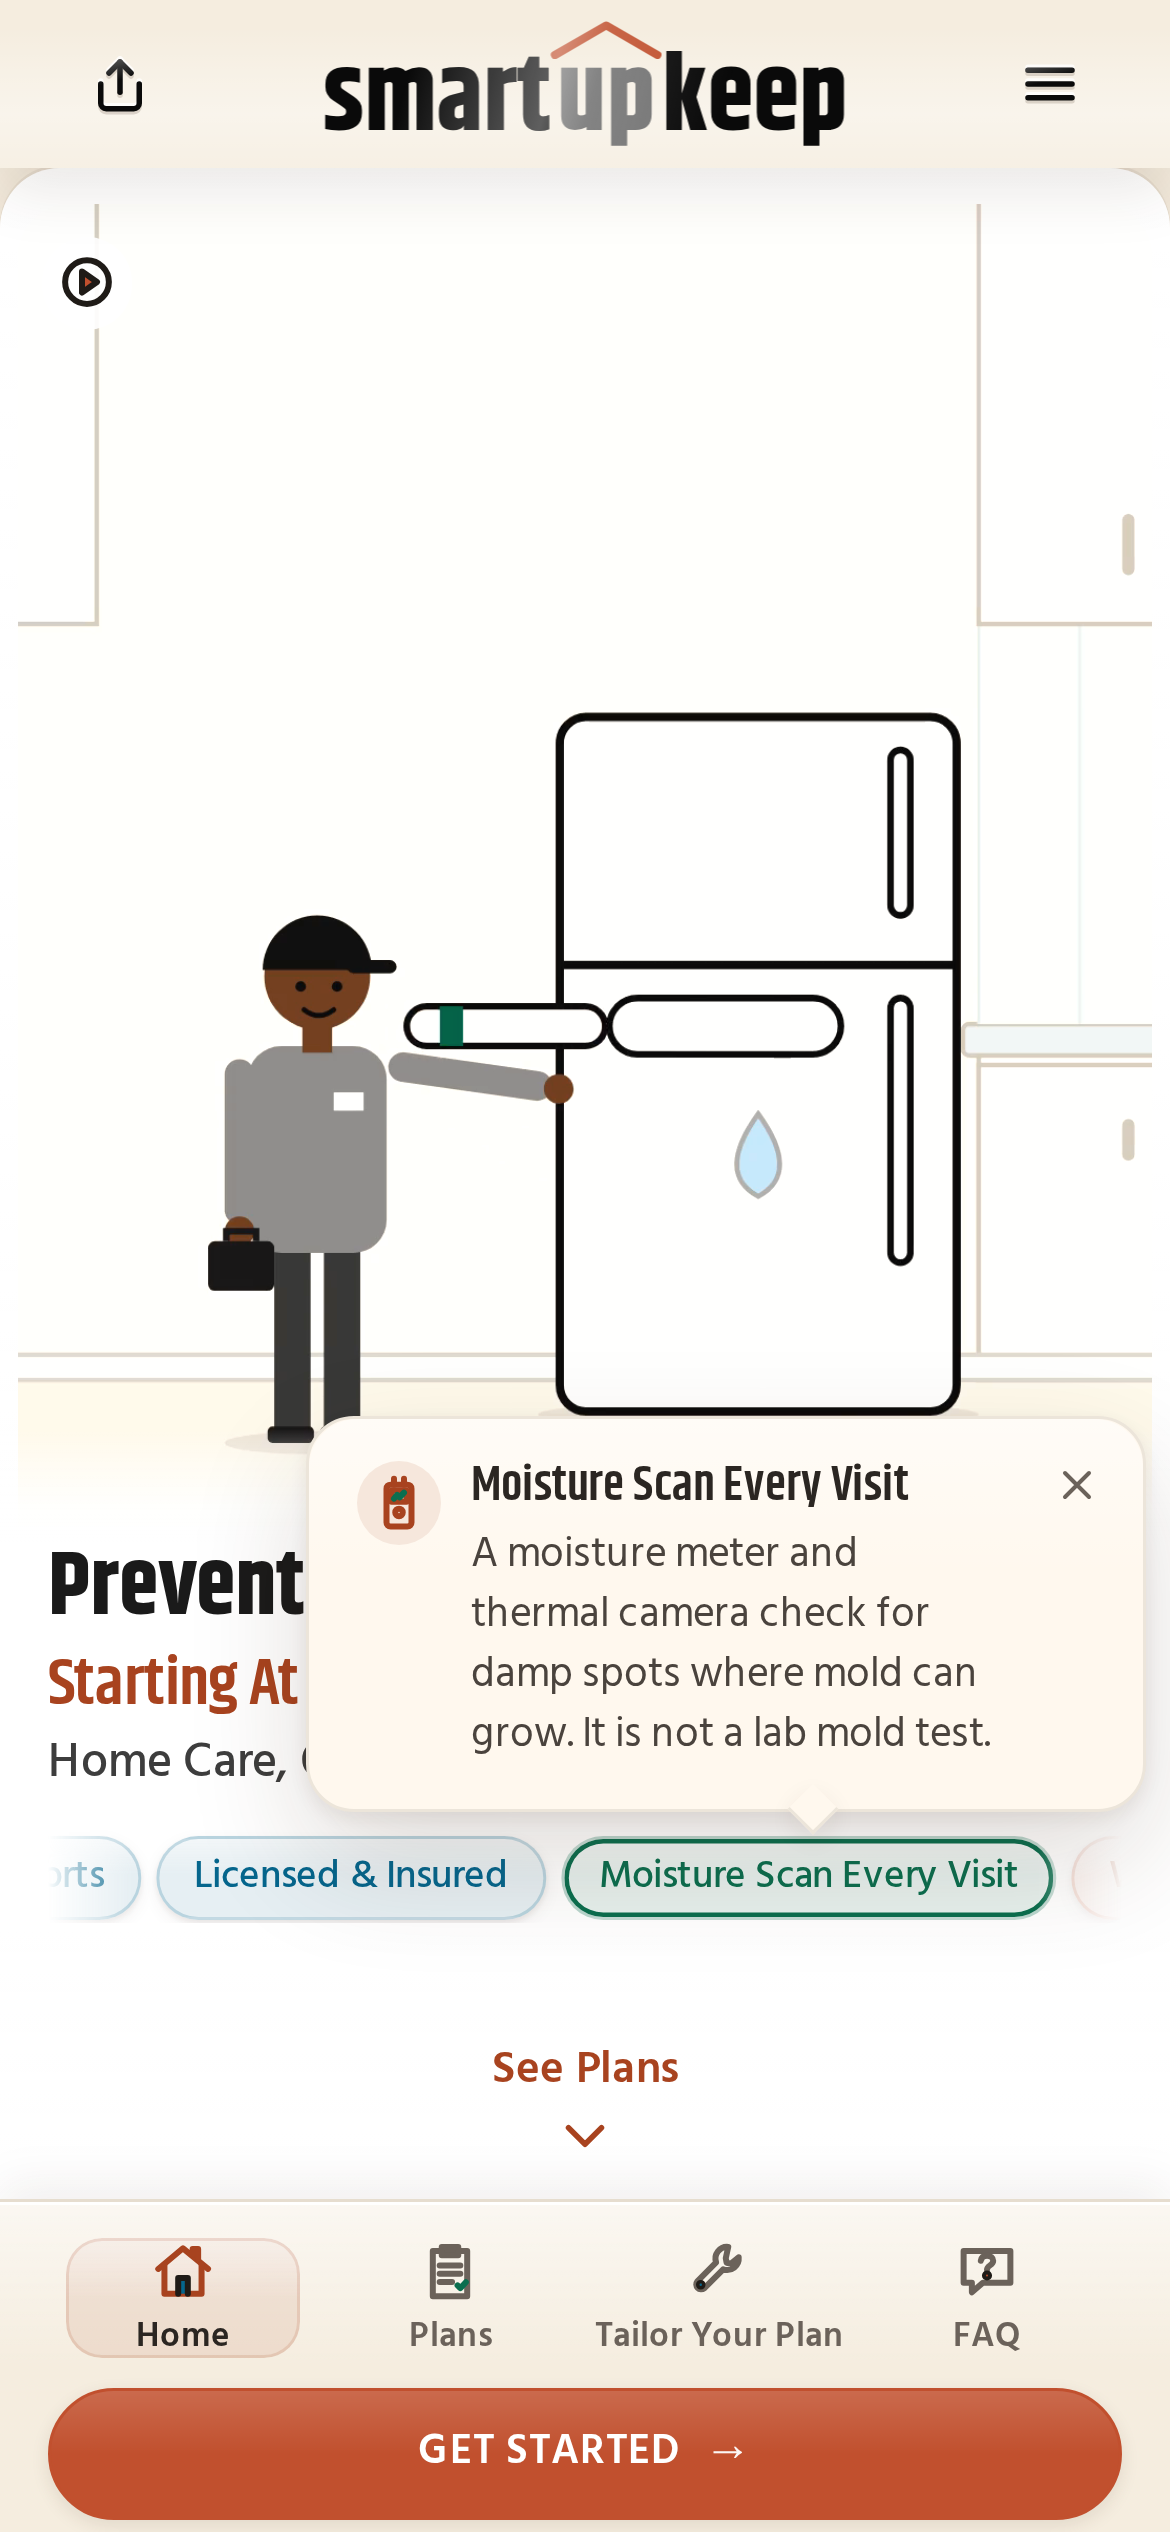 smartupkeep
Moisture Scan Every Visit
A moisture meter and
thermal camera check for
damp spots where mold can
grow. It is not a lab mold test.
Prevent
Starting At
Home Care,
Licensed & Insured
Moisture Scan Every Visit
See Plans
Home
Plans
Tailor Your Plan
FAQ
GET STARTED →